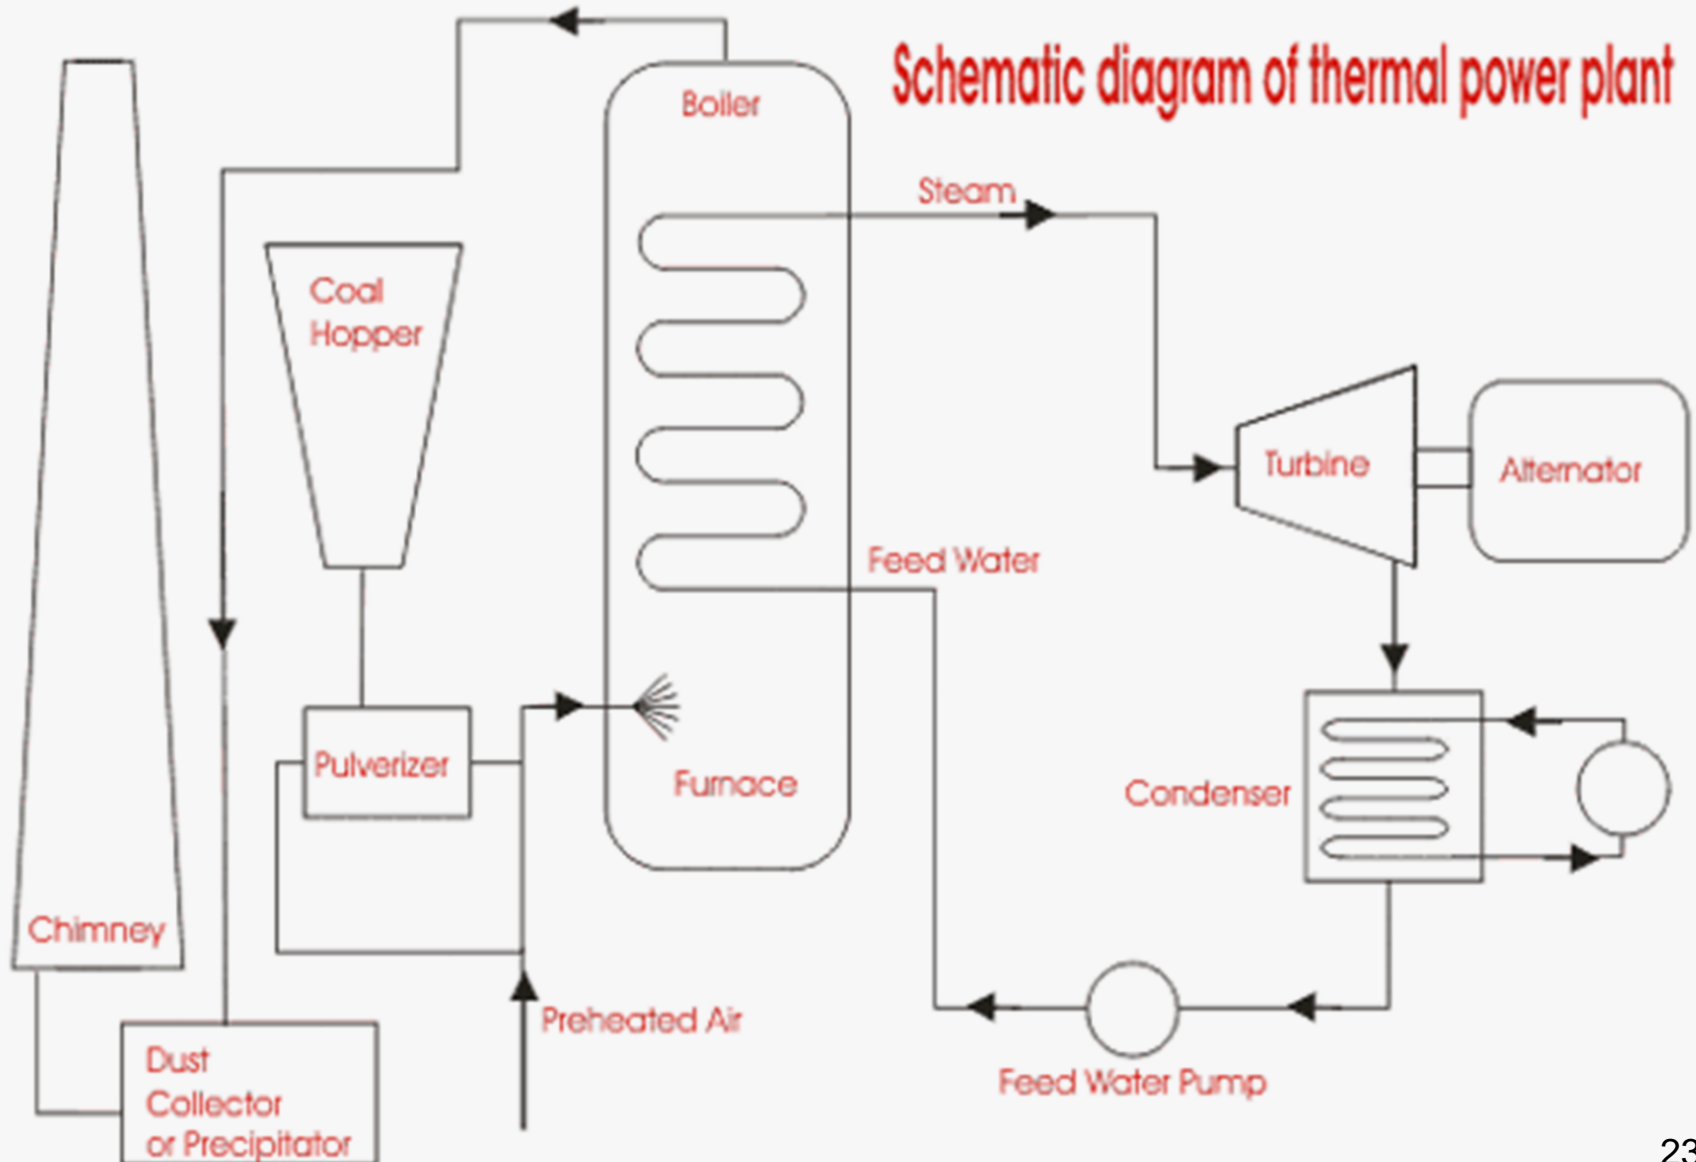 Schematic diagram of thermal power plant
Boiler
Steam
Coal
Hopper
Turbine
Alternator
Feed Water
Pulverizer
Furnace
Condenser
Chimney
Preheated Air
Dust
Collector
or Precipitator
Feed Water Pump
23